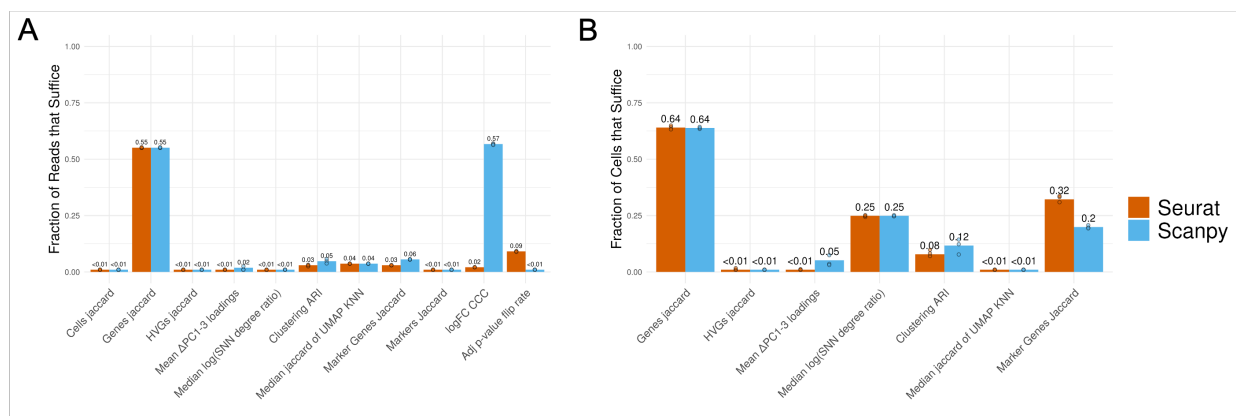 A
Fraction of Reads that Suffice
1.00
0.75
0.50
0.25
0.00
<0.01 <0.01
0.55 0.55
<0.01 <0.01
<0.01 0.02
<0.01 <0.01
0.03 0.05
0.04 0.04
0.03 0.06
<0.01 <0.01
0.02 0.57
0.09 <0.01
Cells jaccard
Genes jaccard
HVGs jaccard
Mean ΔPC1-3 loadings
Median log(SNN degree ratio)
Clustering ARI
Median jaccard of UMAP KNN
Marker Genes Jaccard
Markers Jaccard
logFC CCC
Adj p-value flip rate
B
Fraction of Cells that Suffice
1.00
0.75
0.50
0.25
0.00
0.64 0.64
<0.01 <0.01
<0.01 0.05
0.25 0.25
0.08 0.12
<0.01 <0.01
0.32 0.2
Genes jaccard
HVGs jaccard
Mean ΔPC1-3 loadings
Median log(SNN degree ratio)
Clustering ARI
Median jaccard of UMAP KNN
Marker Genes Jaccard
Seurat
Scanpy